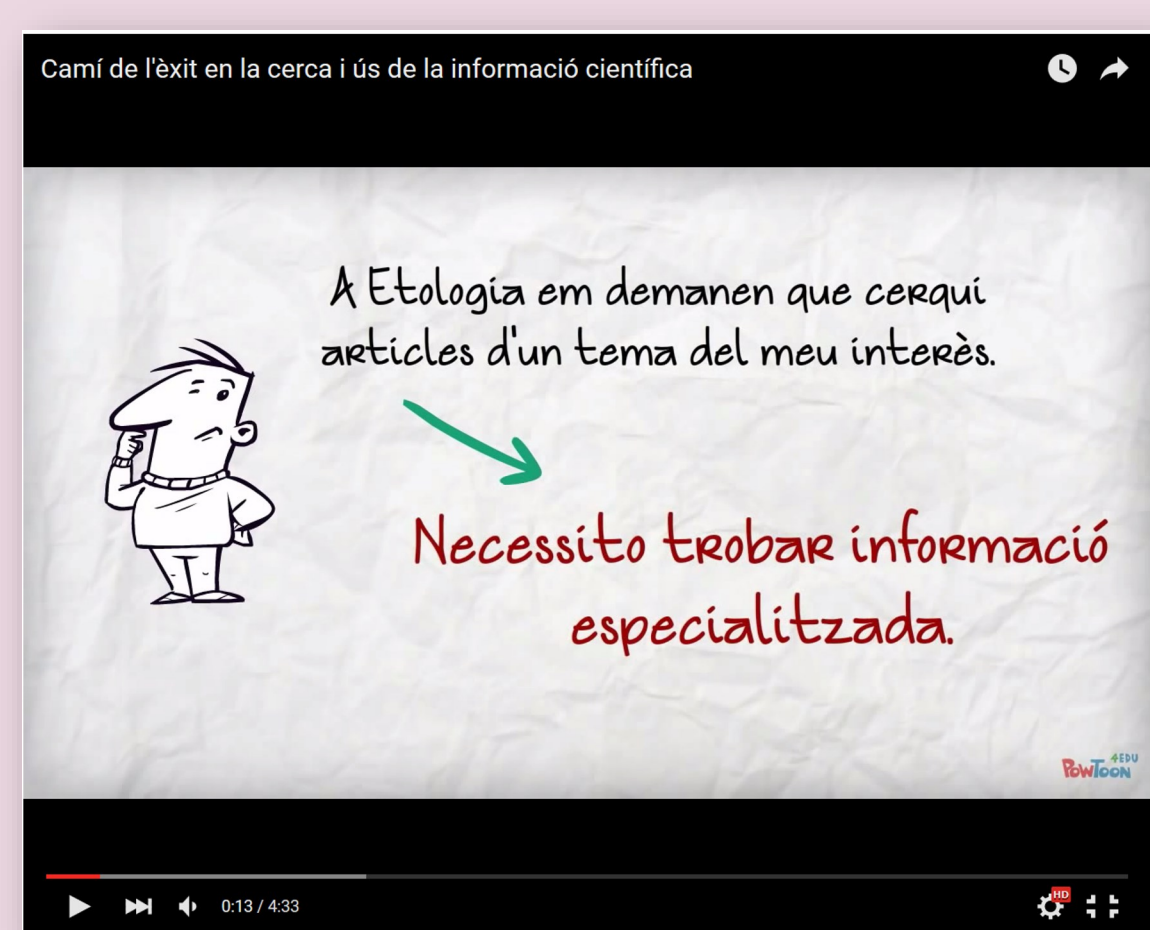 Camí de l'èxit en la cerca i ús de la informació científica
A Etologia em demanen que cerqui
articles d'un tema del meu interès.
Necessito trobar informació
especialitzada.
4EDU
POWTOON
HD
0:13 / 4:33